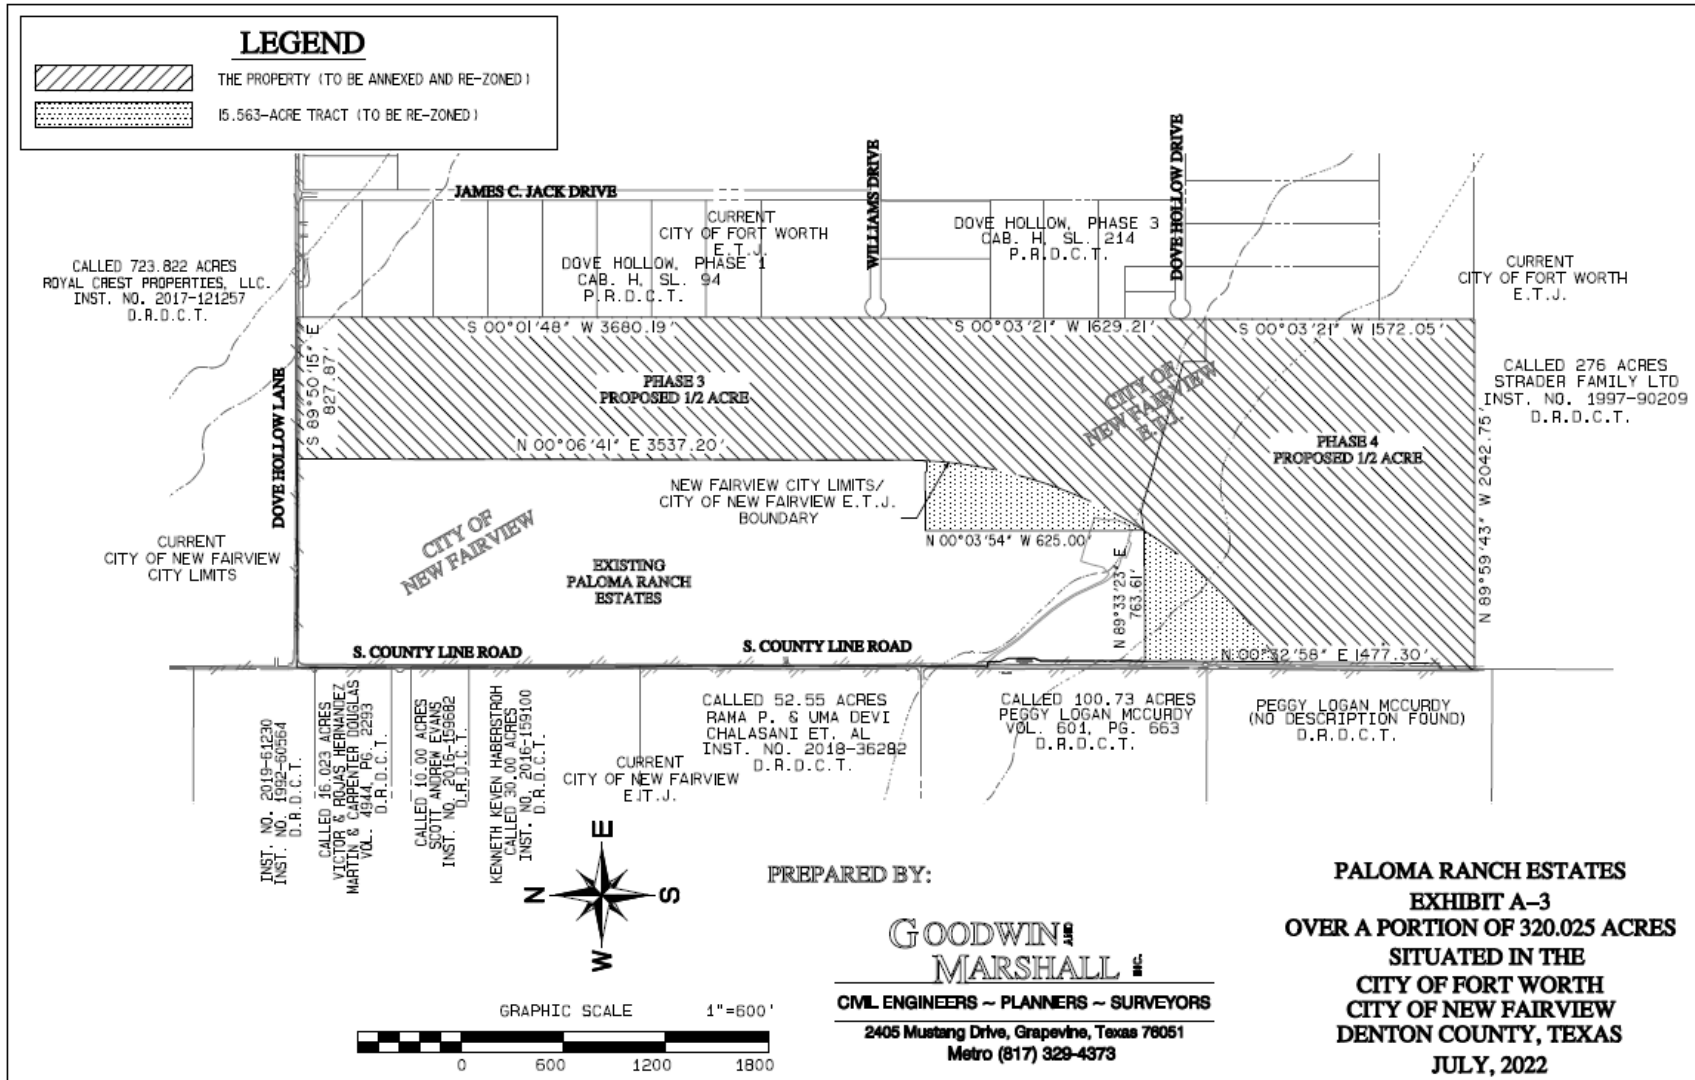 LEGEND
THE PROPERTY (TO BE ANNEXED AND RE-ZONED)
15.563-ACRE TRACT (TO BE RE-ZONED)
JAMES C. JACK DRIVE
WILLIAMS DRIVE
DOVE HOLLOW DRIVE
CURRENT
CITY OF FORT WORTH
E.T.J.
DOVE HOLLOW, PHASE 1
CAB. H, SL. 94
P.R.D.C.T.
DOVE HOLLOW, PHASE 3
CAB. H, SL. 214
P.R.D.C.T.
CALLED 723.822 ACRES
ROYAL CREST PROPERTIES, LLC.
INST. NO. 2017-121257
D.R.D.C.T.
CURRENT
CITY OF FORT WORTH
E.T.J.
S 00°01'48" W 3680.19'
S 00°03'21" W 1629.21'
S 00°03'21" W 1572.05'
S 89°50'15" E
827.87'
DOVE HOLLOW LANE
PHASE 3
PROPOSED 1/2 ACRE
CITY OF
NEW FAIRVIEW
E.T.J.
CALLED 276 ACRES
STRADER FAMILY LTD
INST. NO. 1997-90209
D.R.D.C.T.
N 00°06'41" E 3537.20'
PHASE 4
PROPOSED 1/2 ACRE
N 89°59'43" W 2042.75'
NEW FAIRVIEW CITY LIMITS/
CITY OF NEW FAIRVIEW E.T.J.
BOUNDARY
CITY OF
NEW FAIRVIEW
CURRENT
CITY OF NEW FAIRVIEW
CITY LIMITS
N 00°03'54" W 625.00'
N 89°33'23" E
763.61'
EXISTING
PALOMA RANCH
ESTATES
S. COUNTY LINE ROAD
S. COUNTY LINE ROAD
N 00°32'58" E 1477.30'
INST. NO. 2019-61230
INST. NO. 1992-60564
D.R.D.C.T.
CALLED 16.023 ACRES
VICTOR & ROJAS HERNANDEZ
MARTIN & CARPENTER DOUGLAS
VOL. 4944, PG. 2293
D.R.D.C.T.
CALLED 10.00 ACRES
SCOTT ANDREW EVANS
INST. NO. 2016-159682
D.R.D.C.T.
KENNETH KEVEN HABERSTROH
CALLED 30.00 ACRES
INST. NO. 2016-159100
D.R.D.C.T.
CURRENT
CITY OF NEW FAIRVIEW
E.T.J.
CALLED 52.55 ACRES
RAMA P. & UMA DEVI
CHALASANI ET. AL
INST. NO. 2018-36282
D.R.D.C.T.
CALLED 100.73 ACRES
PEGGY LOGAN MCCURDY
VOL. 601, PG. 663
D.R.D.C.T.
PEGGY LOGAN MCCURDY
(NO DESCRIPTION FOUND)
D.R.D.C.T.
E
N
S
W
GRAPHIC SCALE 1"=600'
0 600 1200 1800
PREPARED BY:
GOODWIN AND
MARSHALL INC.
CIVIL ENGINEERS ~ PLANNERS ~ SURVEYORS
2405 Mustang Drive, Grapevine, Texas 76051
Metro (817) 329-4373
PALOMA RANCH ESTATES
EXHIBIT A-3
OVER A PORTION OF 320.025 ACRES
SITUATED IN THE
CITY OF FORT WORTH
CITY OF NEW FAIRVIEW
DENTON COUNTY, TEXAS
JULY, 2022